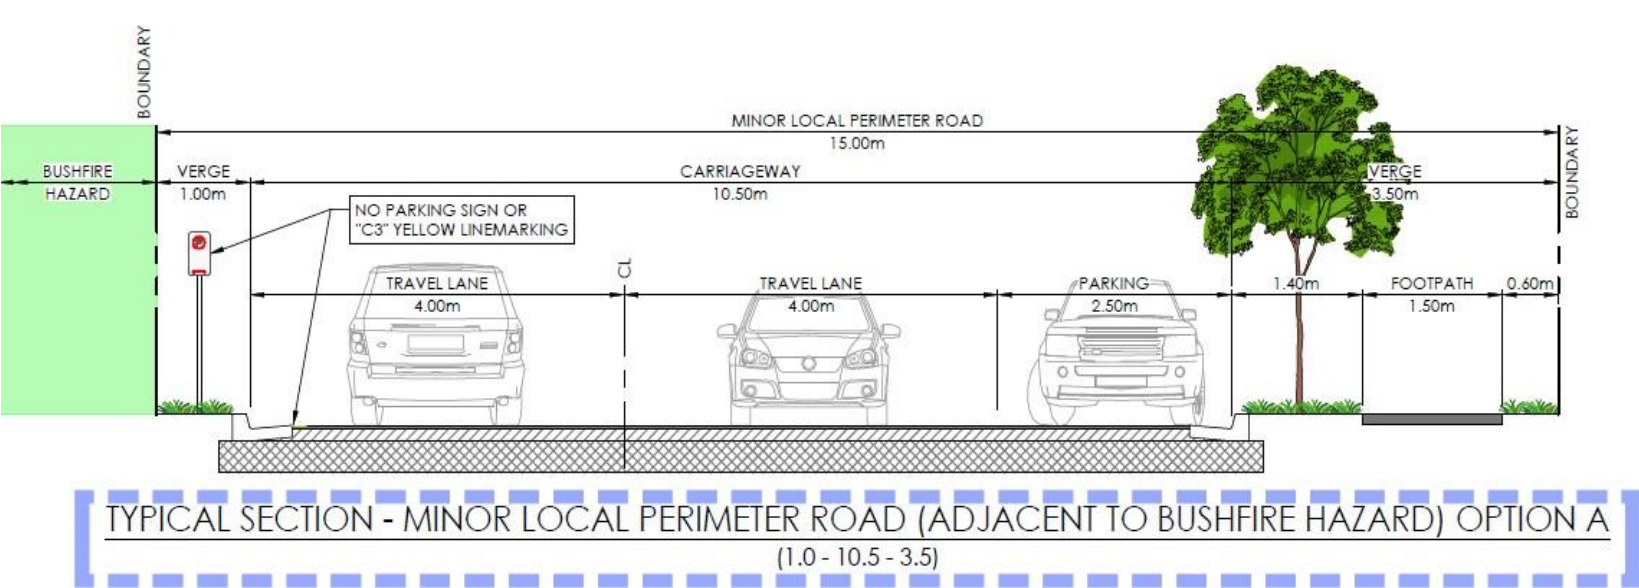 BOUNDARY
MINOR LOCAL PERIMETER ROAD
15.00m
BOUNDARY
BUSHFIRE
HAZARD
VERGE
1.00m
CARRIAGEWAY
10.50m
VERGE
3.50m
NO PARKING SIGN OR
"C3" YELLOW LINEMARKING
CL
TRAVEL LANE
4.00m
TRAVEL LANE
4.00m
PARKING
2.50m
1.40m
FOOTPATH
1.50m
0.60m
TYPICAL SECTION - MINOR LOCAL PERIMETER ROAD (ADJACENT TO BUSHFIRE HAZARD) OPTION A
(1.0 - 10.5 - 3.5)